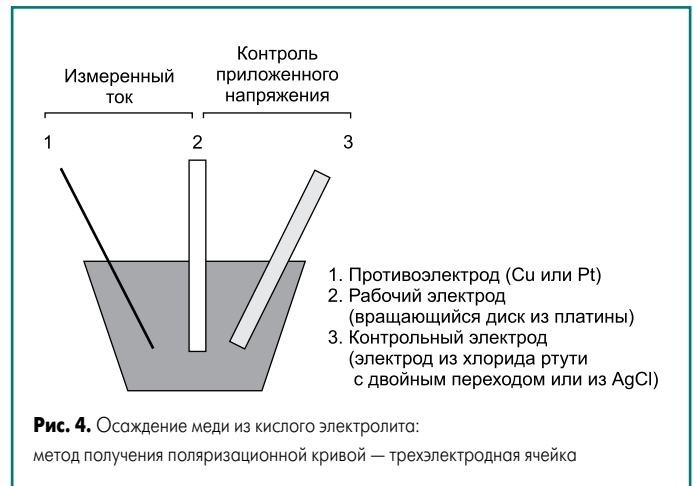 Измеренный
ток
Контроль
приложенного
напряжения
1
2
3
1. Противоэлектрод (Cu или Pt)
2. Рабочий электрод
(вращающийся диск из платины)
3. Контрольный электрод
(электрод из хлорида ртути
с двойным переходом или из AgCl)
Рис. 4. Осаждение меди из кислого электролита:
метод получения поляризационной кривой — трехэлектродная ячейка